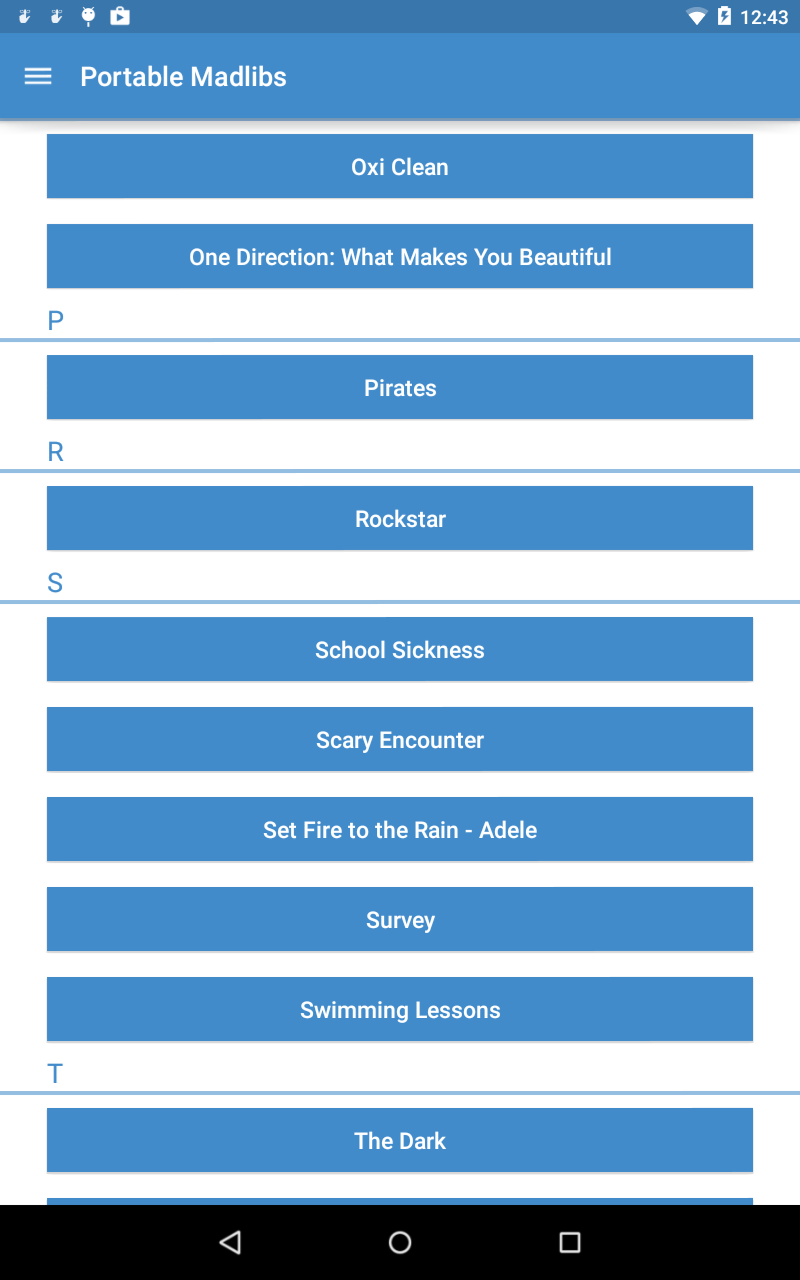 12:43
Portable Madlibs
Oxi Clean
One Direction: What Makes You Beautiful
P
Pirates
R
Rockstar
S
School Sickness
Scary Encounter
Set Fire to the Rain - Adele
Survey
Swimming Lessons
T
The Dark